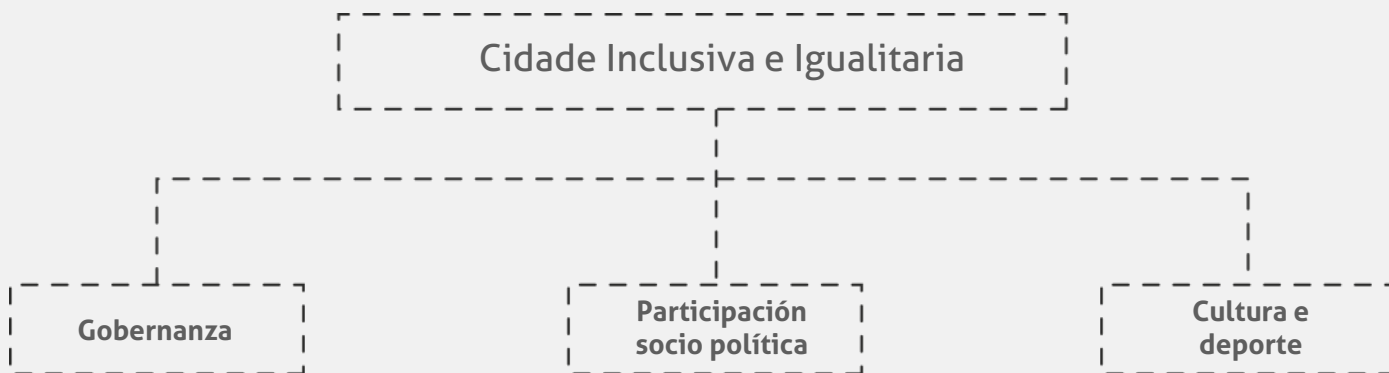 Cidade Inclusiva e Igualitaria
Gobernanza
Participación
socio política
Cultura e
deporte